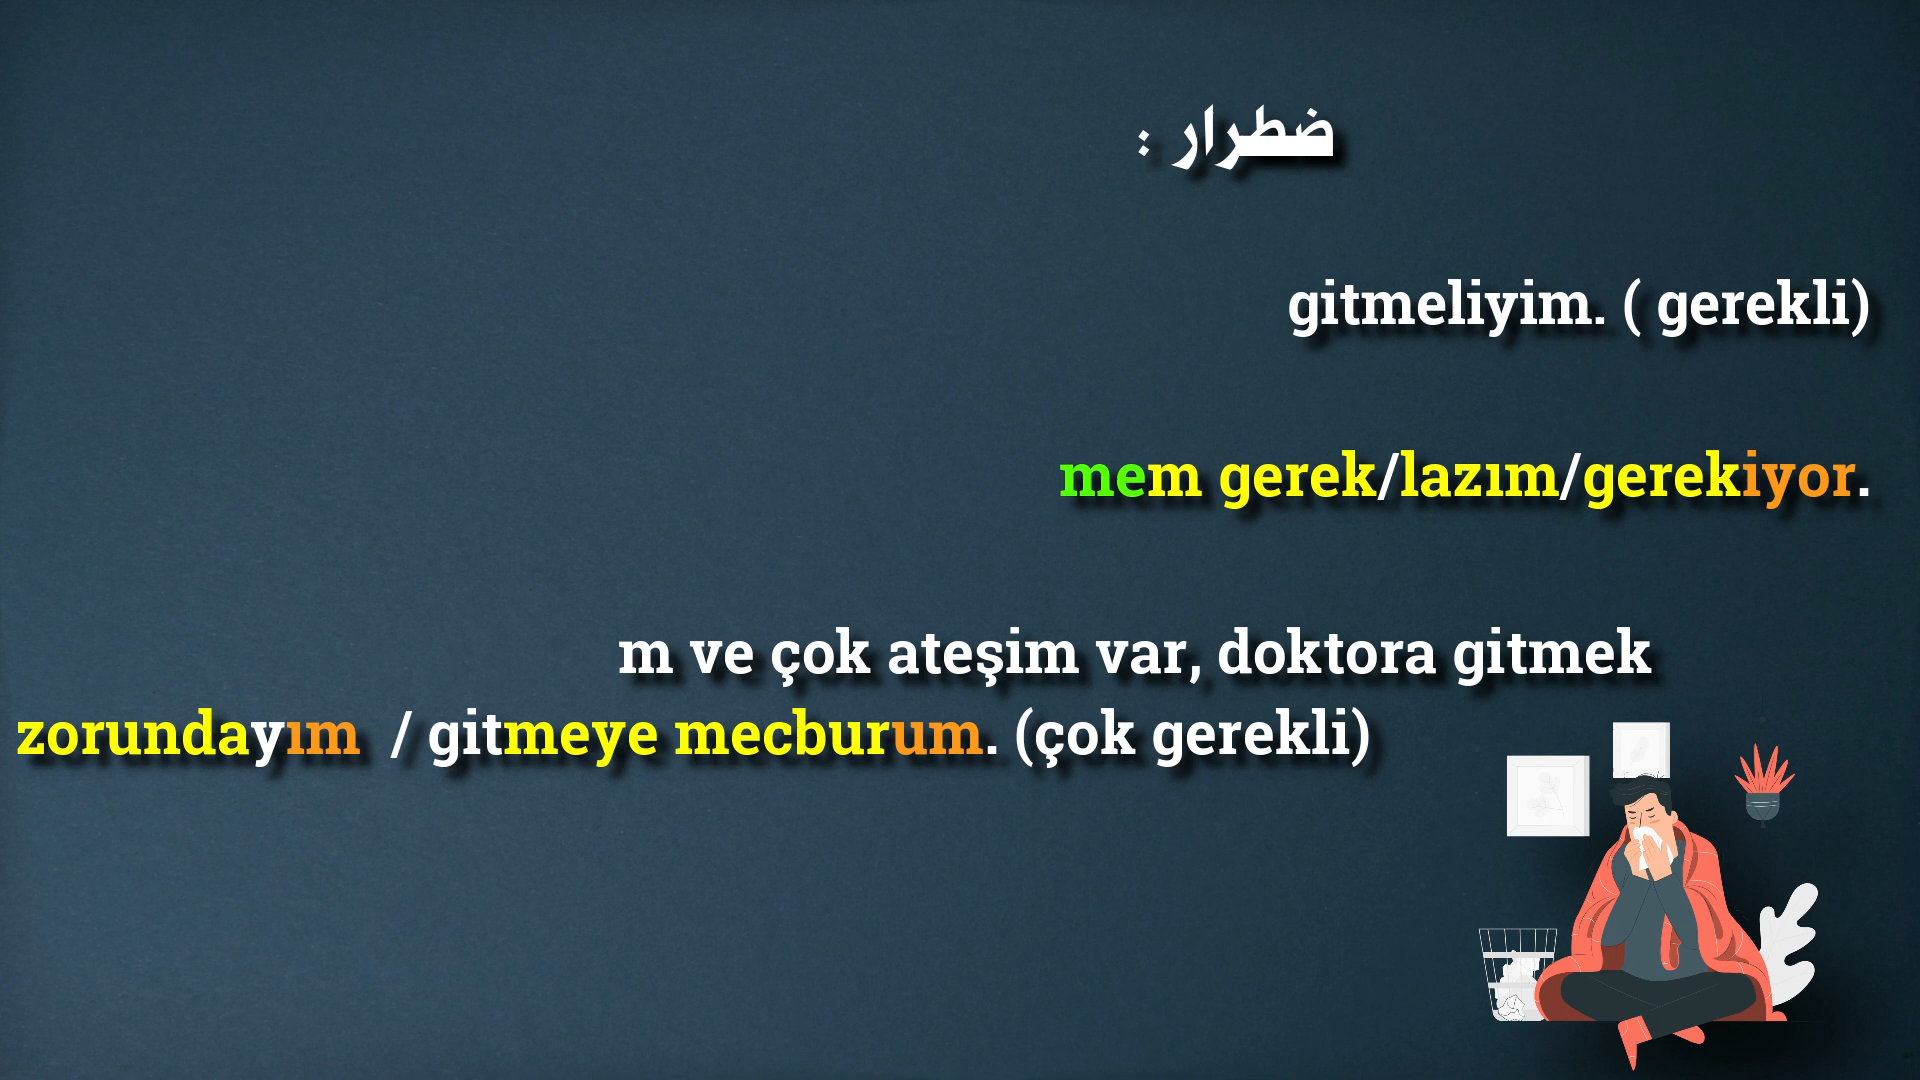 ضطرار :
gitmeliyim. ( gerekli)
mem gerek/lazım/gerekiyor.
m ve çok ateşim var, doktora gitmek
zorundayım / gitmeye mecburum. (çok gerekli)